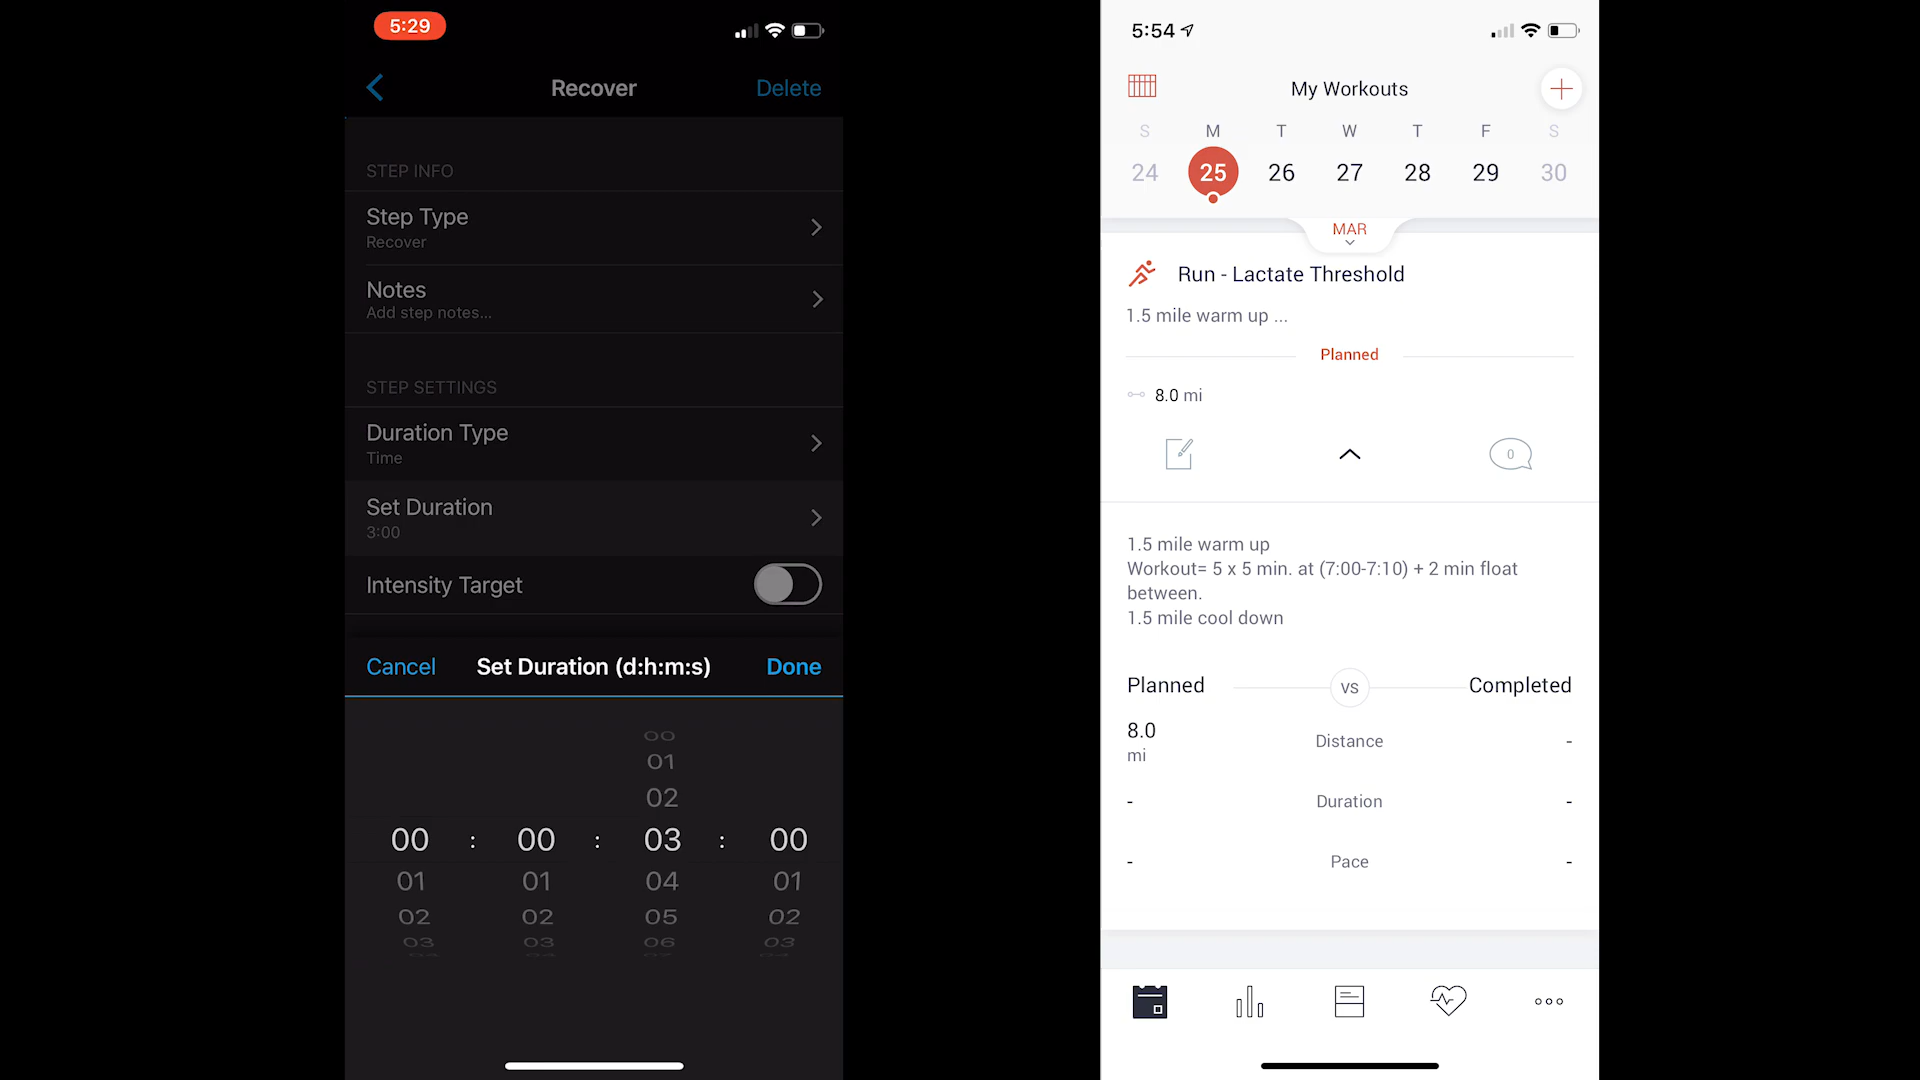 5:29
Recover
Delete
STEP INFO
Step Type
Recover
Notes
Add step notes...
STEP SETTINGS
Duration Type
Time
Set Duration
3:00
Intensity Target
Cancel
Set Duration (d:h:m:s)
Done
00
01
02
00 : 00 : 03 : 00
01 01 04 01
02 02 05 02
03 03 06 03
5:54
My Workouts
S M T W T F S
24 25 26 27 28 29 30
MAR
Run - Lactate Threshold
1.5 mile warm up ...
Planned
8.0 mi
0
1.5 mile warm up
Workout= 5 x 5 min. at (7:00-7:10) + 2 min float
between.
1.5 mile cool down
Planned
VS
Completed
8.0
mi
Distance
-
-
Duration
-
-
Pace
-